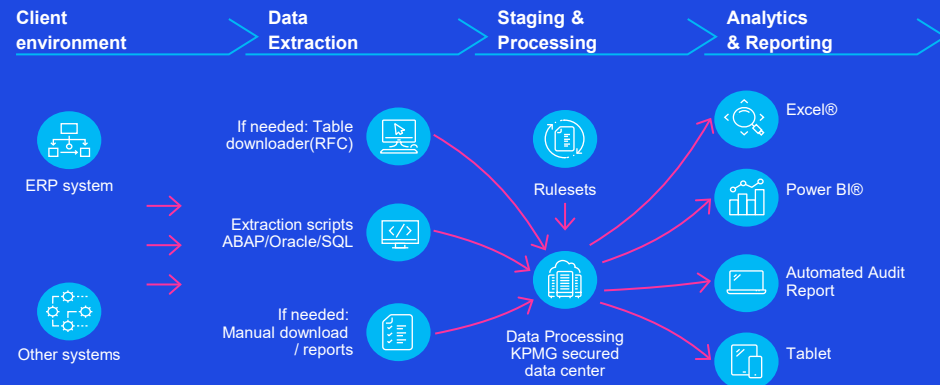 Client
environment
Data
Extraction
Staging &
Processing
Analytics
& Reporting
ERP system
Other systems
If needed: Table
downloader(RFC)
Extraction scripts
ABAP/Oracle/SQL
If needed:
Manual download
/ reports
Rulesets
Data Processing
KPMG secured
data center
Excel®
Power BI®
Automated Audit
Report
Tablet